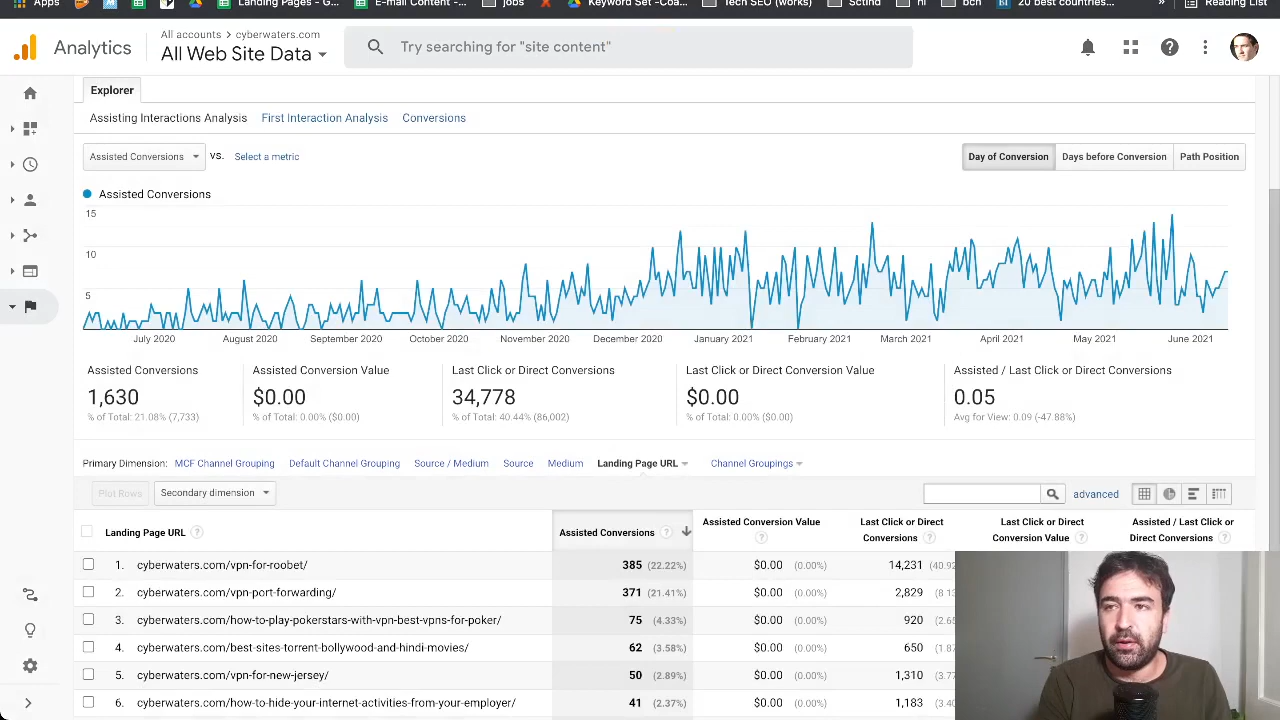 Apps
Landing Pages - G...
E-mail Content -...
jobs
Keyword Set -Coa...
Tech SEO (works)
20 best countries...
»
Reading List
Analytics
All accounts > cyberwaters.com
All Web Site Data
Try searching for "site content"
Explorer
Assisting Interactions Analysis First Interaction Analysis Conversions
Assisted Conversions VS. Select a metric
Day of Conversion Days before Conversion Path Position
Assisted Conversions
15
10
5
July 2020 August 2020 September 2020 October 2020 November 2020 December 2020 January 2021 February 2021 March 2021 April 2021 May 2021 June 2021
Assisted Conversions Assisted Conversion Value Last Click or Direct Conversions Last Click or Direct Conversion Value Assisted / Last Click or Direct Conversions
1,630 $0.00 34,778 $0.00 0.05
% of Total: 21.08% (7,733) % of Total: 0.00% ($0.00) % of Total: 40.44% (86,002) % of Total: 0.00% ($0.00) Avg for View: 0.09 (-47.88%)
Primary Dimension: MCF Channel Grouping Default Channel Grouping Source / Medium Source Medium Landing Page URL Channel Groupings
Plot Rows Secondary dimension advanced
Landing Page URL ? Assisted Conversions ? Assisted Conversion Value ? Last Click or Direct Conversions ? Last Click or Direct Conversion Value ? Assisted / Last Click or Direct Conversions ?
1. cyberwaters.com/vpn-for-roobet/ 385 (22.22%) $0.00 (0.00%) 14,231 (40.92
2. cyberwaters.com/vpn-port-forwarding/ 371 (21.41%) $0.00 (0.00%) 2,829 (8.13
3. cyberwaters.com/how-to-play-pokerstars-with-vpn-best-vpns-for-poker/ 75 (4.33%) $0.00 (0.00%) 920 (2.65
4. cyberwaters.com/best-sites-torrent-bollywood-and-hindi-movies/ 62 (3.58%) $0.00 (0.00%) 650 (1.87
5. cyberwaters.com/vpn-for-new-jersey/ 50 (2.89%) $0.00 (0.00%) 1,310 (3.77
6. cyberwaters.com/how-to-hide-your-internet-activities-from-your-employer/ 41 (2.37%) $0.00 (0.00%) 1,183 (3.40